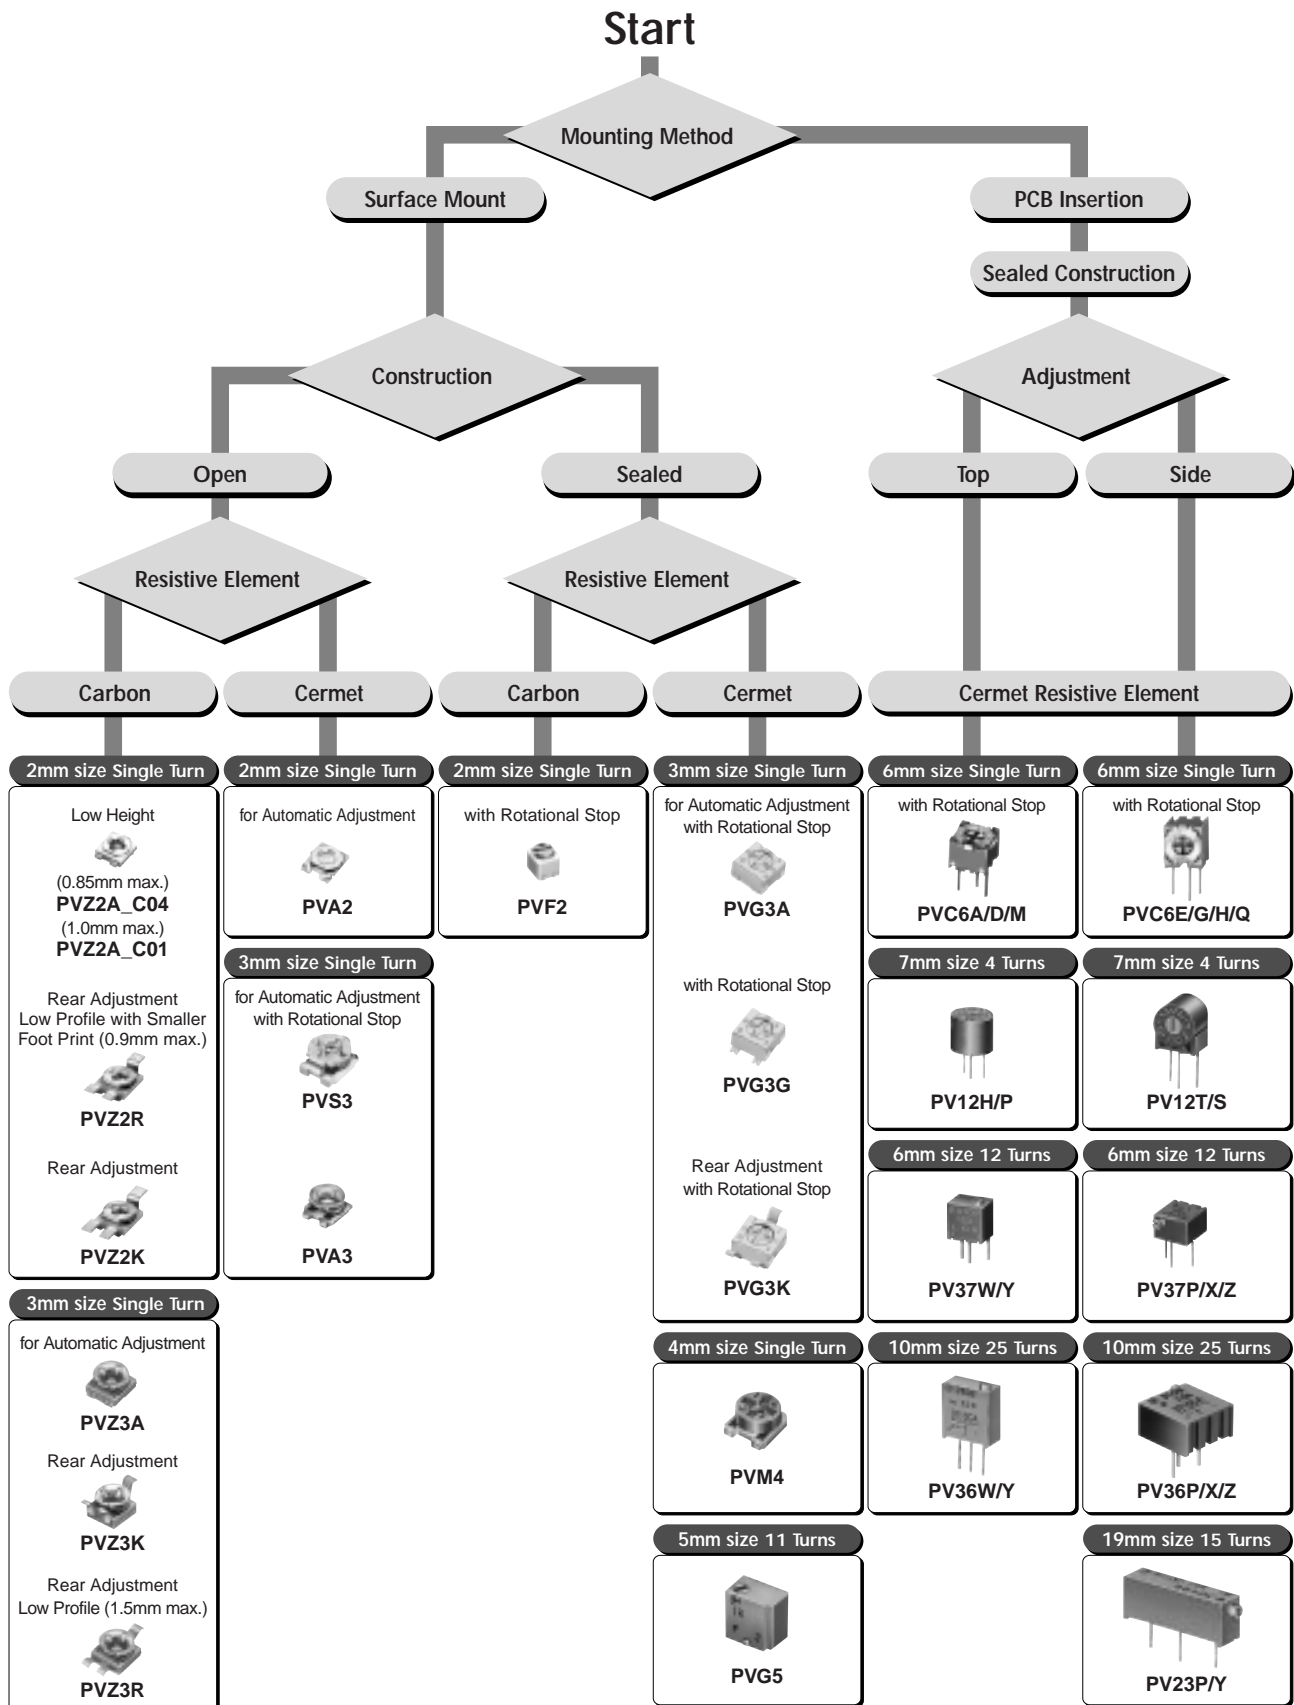 Start
Mounting Method
Surface Mount
PCB Insertion
Sealed Construction
Construction
Adjustment
Open
Sealed
Top
Side
Resistive Element
Resistive Element
Carbon
Cermet
Carbon
Cermet
Cermet Resistive Element
2mm size Single Turn
Low Height
(0.85mm max.)
PVZ2A_C04
(1.0mm max.)
PVZ2A_C01
Rear Adjustment
Low Profile with Smaller
Foot Print (0.9mm max.)
PVZ2R
Rear Adjustment
PVZ2K
3mm size Single Turn
for Automatic Adjustment
PVZ3A
Rear Adjustment
PVZ3K
Rear Adjustment
Low Profile (1.5mm max.)
PVZ3R
2mm size Single Turn
for Automatic Adjustment
PVA2
3mm size Single Turn
for Automatic Adjustment
with Rotational Stop
PVS3
PVA3
2mm size Single Turn
with Rotational Stop
PVF2
3mm size Single Turn
for Automatic Adjustment
with Rotational Stop
PVG3A
with Rotational Stop
PVG3G
Rear Adjustment
with Rotational Stop
PVG3K
4mm size Single Turn
PVM4
5mm size 11 Turns
PVG5
6mm size Single Turn
with Rotational Stop
PVC6A/D/M
7mm size 4 Turns
PV12H/P
6mm size 12 Turns
PV37W/Y
10mm size 25 Turns
PV36W/Y
6mm size Single Turn
with Rotational Stop
PVC6E/G/H/Q
7mm size 4 Turns
PV12T/S
6mm size 12 Turns
PV37P/X/Z
10mm size 25 Turns
PV36P/X/Z
19mm size 15 Turns
PV23P/Y